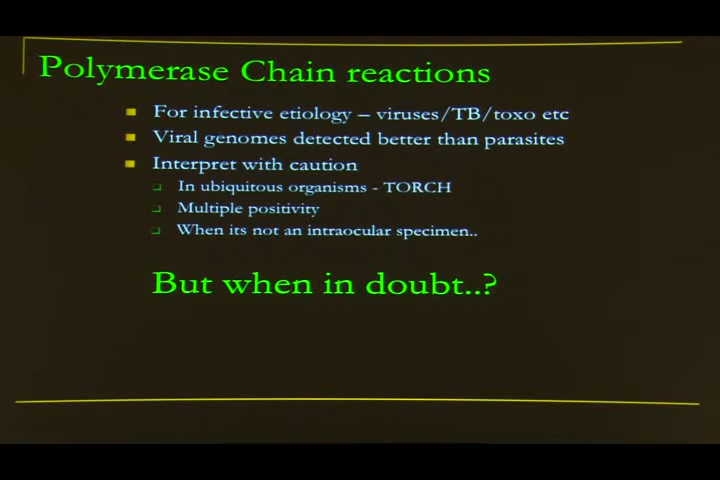 Polymerase Chain reactions
For infective etiology – viruses/TB/toxo etc
Viral genomes detected better than parasites
Interpret with caution
In ubiquitous organisms - TORCH
Multiple positivity
When its not an intraocular specimen..
But when in doubt..?